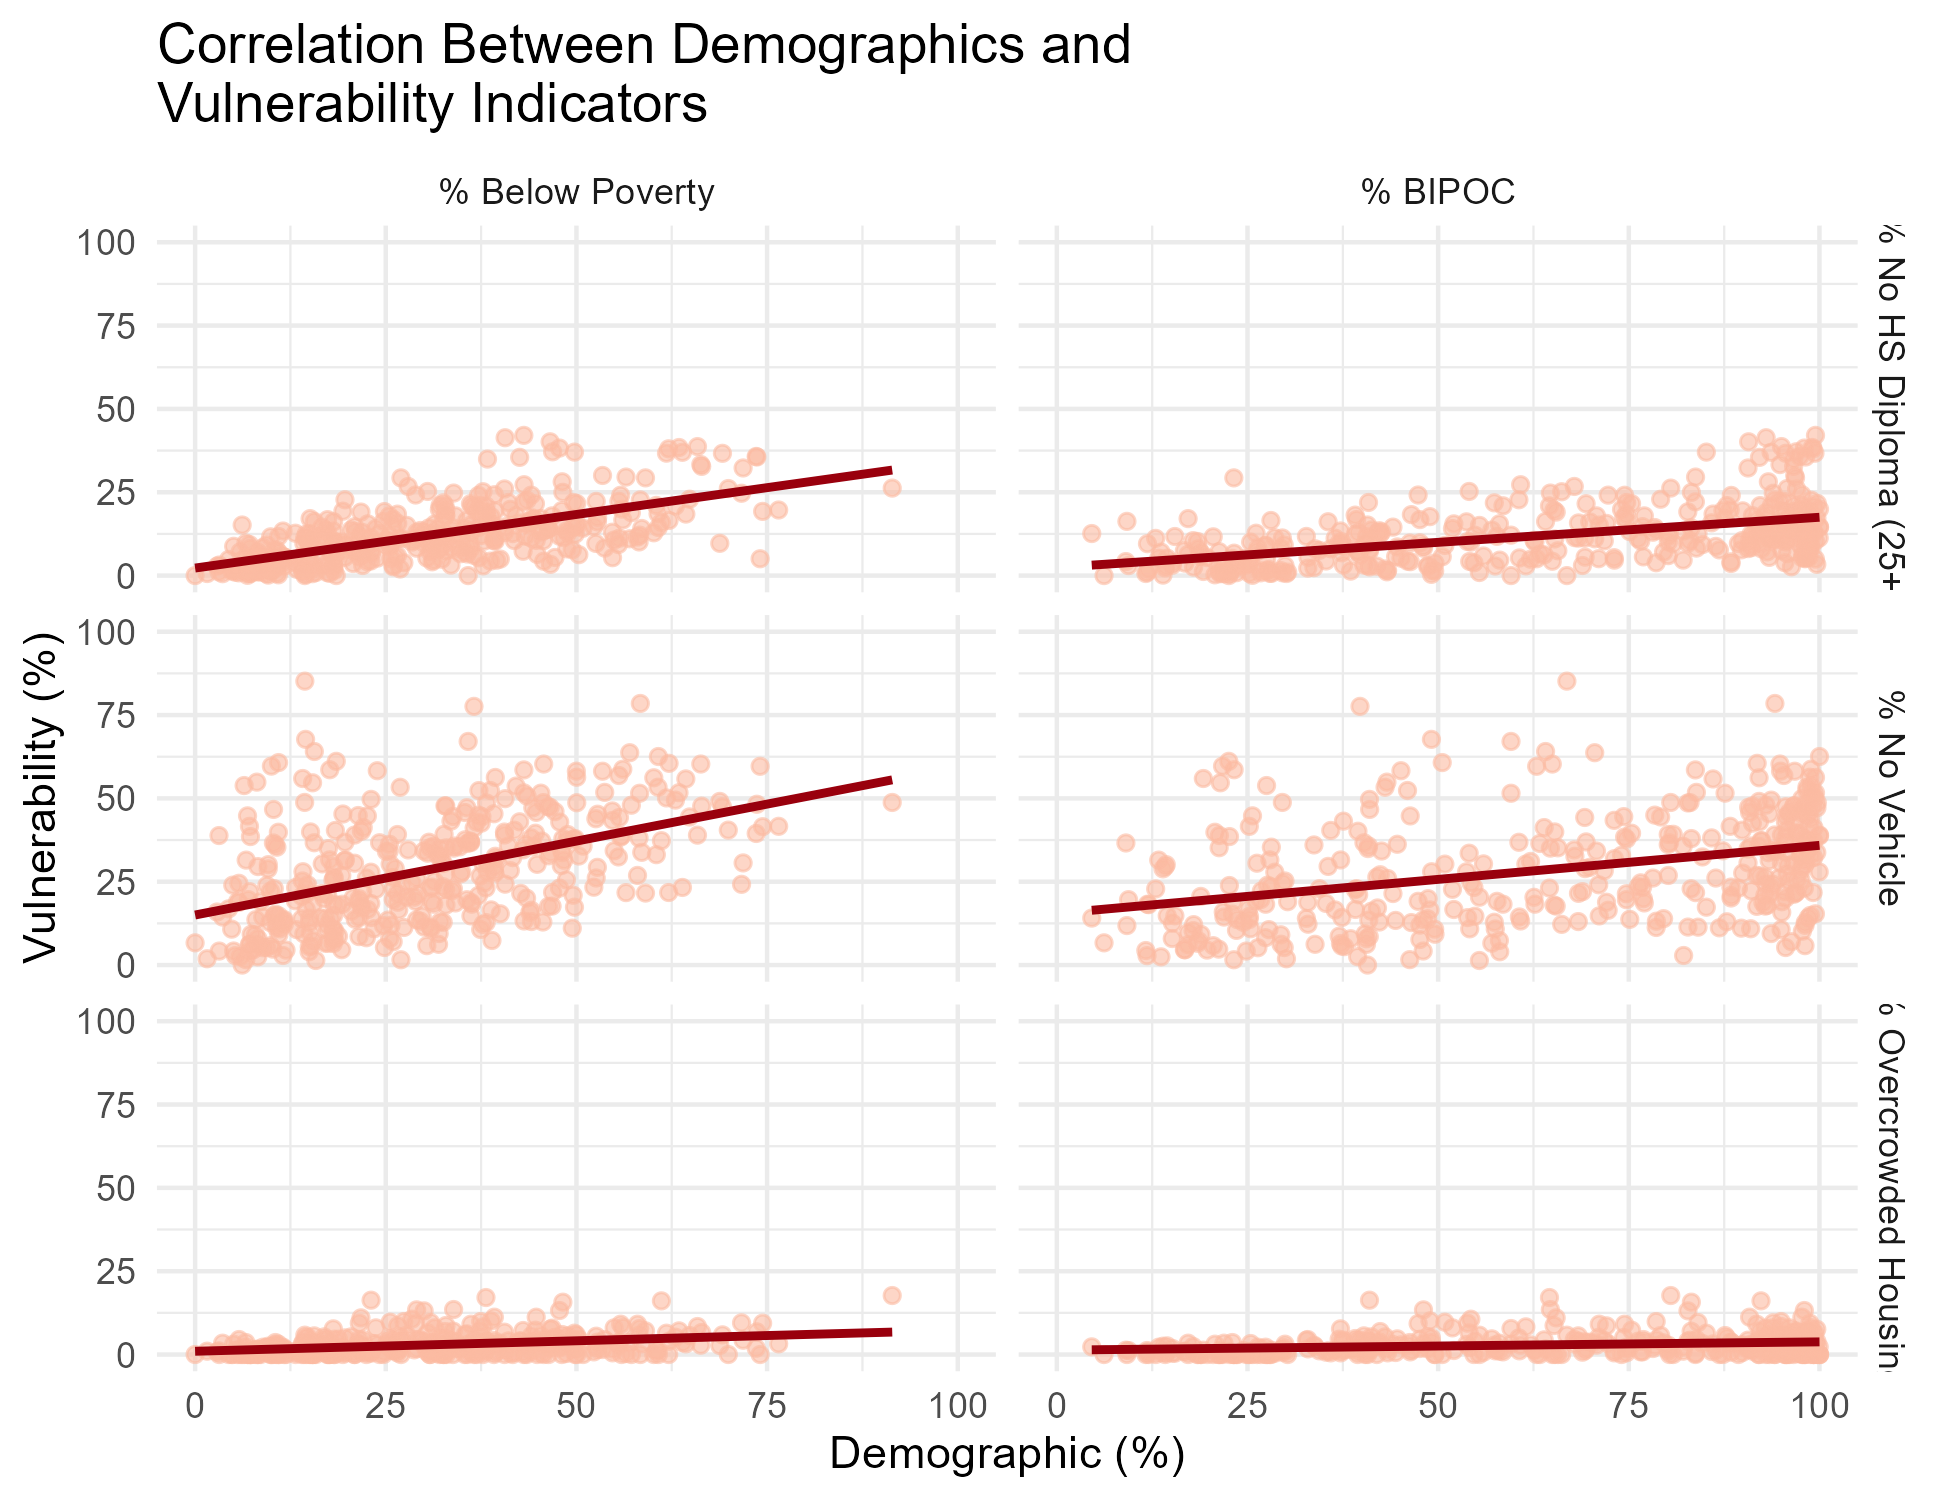 Correlation Between Demographics and
Vulnerability Indicators
% Below Poverty
% BIPOC
100
75
50
25
0
% No HS Diploma (25+
Vulnerability (%)
100
75
50
25
0
% No Vehicle
100
75
50
25
0
% Overcrowded Housin
0 25 50 75 100
0 25 50 75 100
Demographic (%)